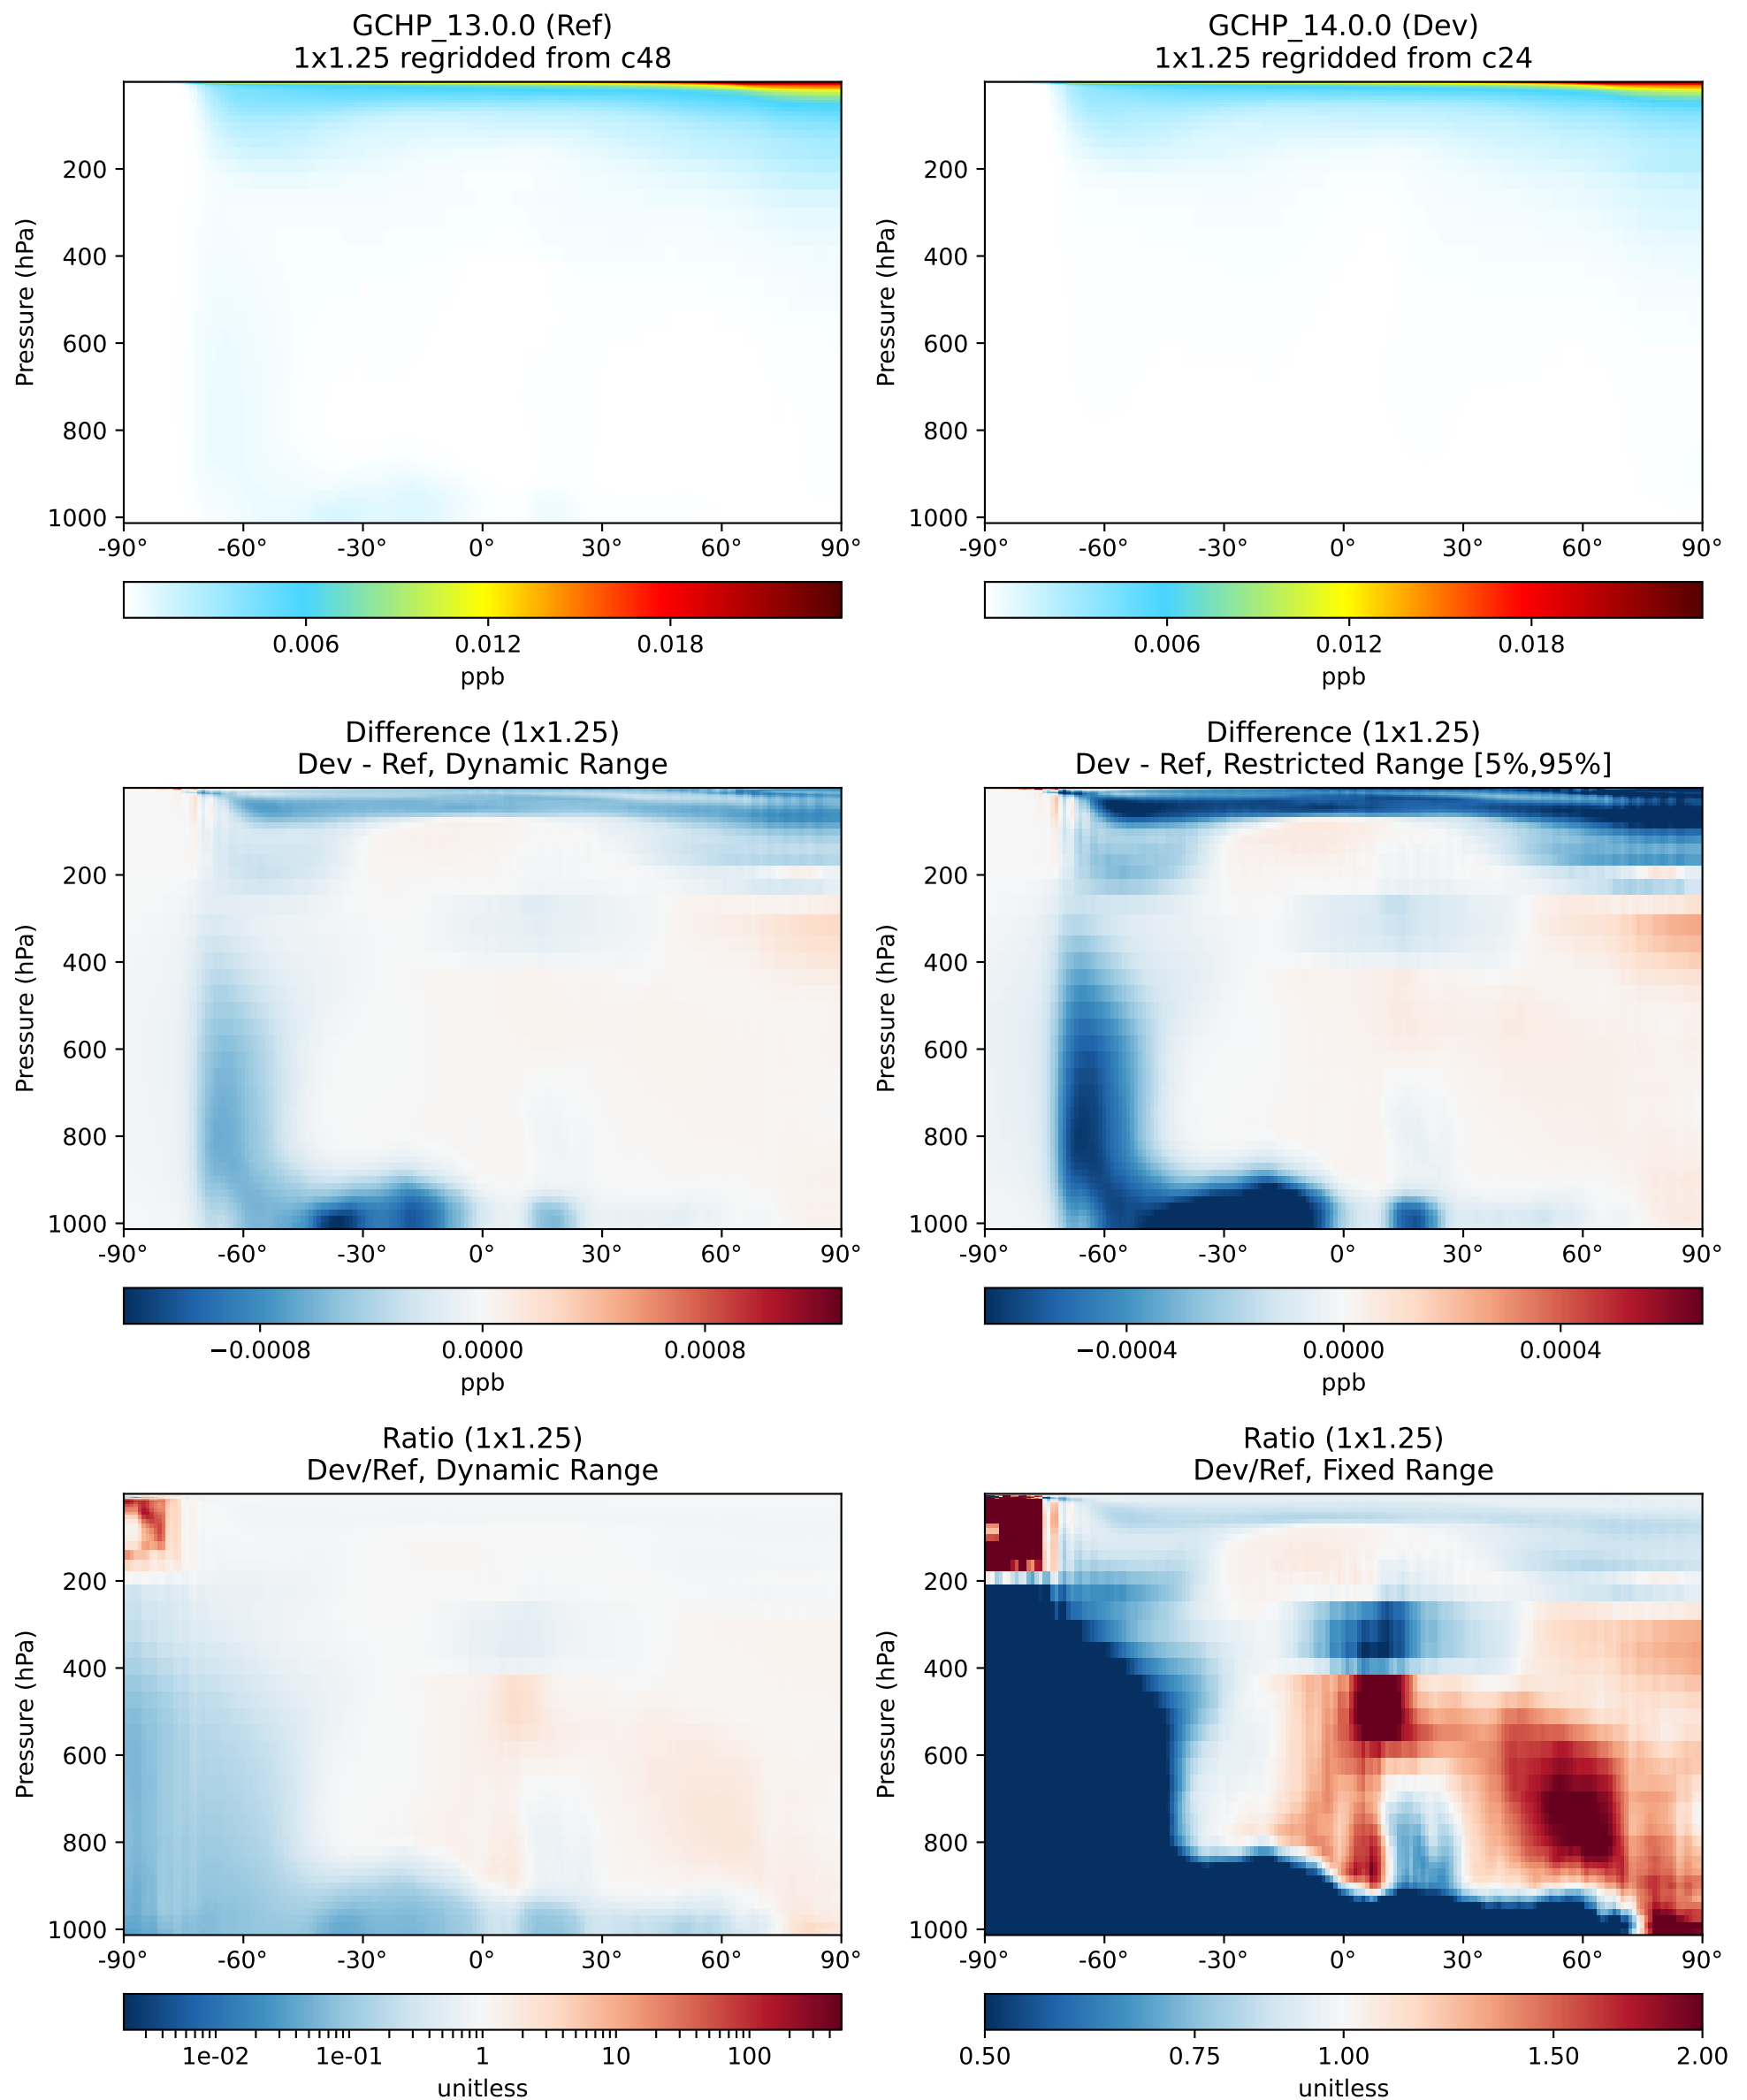 GCHP_13.0.0 (Ref)
1x1.25 regridded from c48
Pressure (hPa)
200
400
600
800
1000
-90° -60° -30° 0° 30° 60° 90°
0.006 0.012 0.018
ppb
GCHP_14.0.0 (Dev)
1x1.25 regridded from c24
Pressure (hPa)
200
400
600
800
1000
-90° -60° -30° 0° 30° 60° 90°
0.006 0.012 0.018
ppb
Difference (1x1.25)
Dev - Ref, Dynamic Range
Pressure (hPa)
200
400
600
800
1000
-90° -60° -30° 0° 30° 60° 90°
−0.0008 0.0000 0.0008
ppb
Difference (1x1.25)
Dev - Ref, Restricted Range [5%,95%]
Pressure (hPa)
200
400
600
800
1000
-90° -60° -30° 0° 30° 60° 90°
−0.0004 0.0000 0.0004
ppb
Ratio (1x1.25)
Dev/Ref, Dynamic Range
Pressure (hPa)
200
400
600
800
1000
-90° -60° -30° 0° 30° 60° 90°
1e-02 1e-01 1 10 100
unitless
Ratio (1x1.25)
Dev/Ref, Fixed Range
Pressure (hPa)
200
400
600
800
1000
-90° -60° -30° 0° 30° 60° 90°
0.50 0.75 1.00 1.50 2.00
unitless